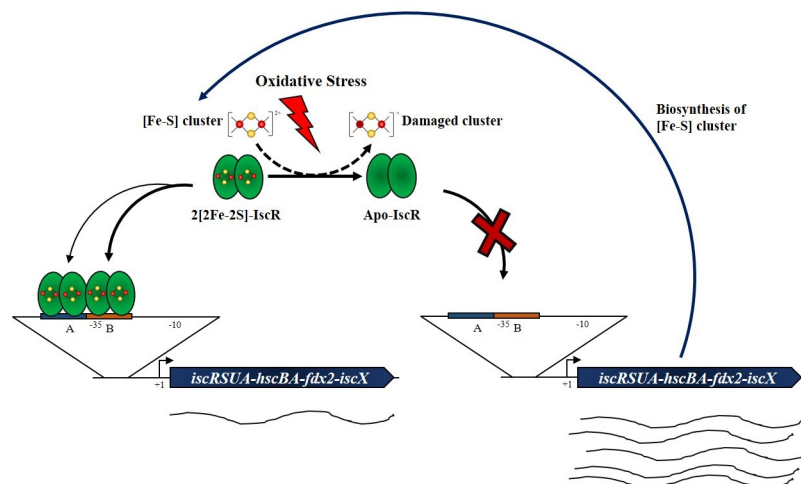 Oxidative Stress
[Fe-S] cluster
2+
Damaged cluster
Biosynthesis of
[Fe-S] cluster
2[2Fe-2S]-IscR
Apo-IscR
A
-35
B
-10
A
-35
B
-10
+1
iscRSUA-hscBA-fdx2-iscX
+1
iscRSUA-hscBA-fdx2-iscX